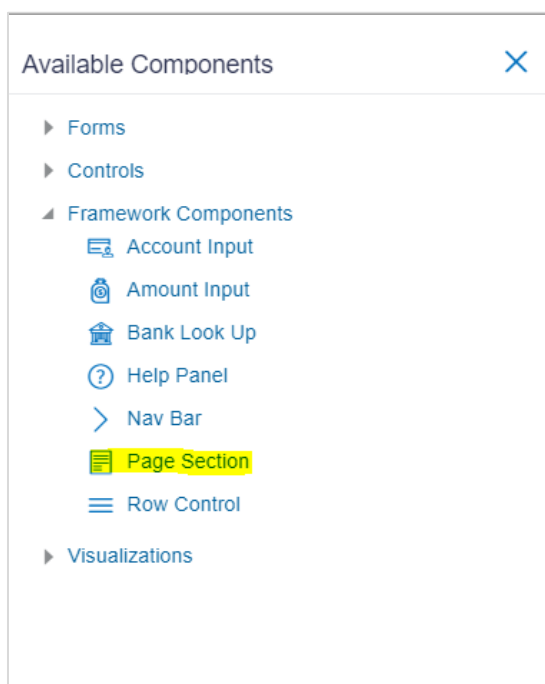 Available Components
Forms
Controls
Framework Components
Account Input
Amount Input
Bank Look Up
Help Panel
Nav Bar
Page Section
Row Control
Visualizations